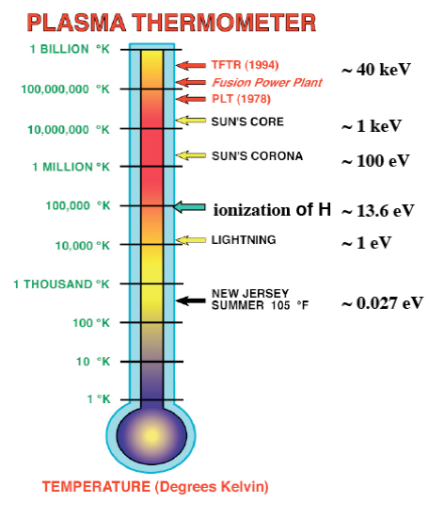 PLASMA THERMOMETER
1 BILLION °K
TFTR (1994)
~ 40 keV
Fusion Power Plant
100,000,000 °K
PLT (1978)
SUN'S CORE
~ 1 keV
10,000,000 °K
SUN'S CORONA
~ 100 eV
1 MILLION °K
100,000 °K
ionization of H ~ 13.6 eV
LIGHTNING
~ 1 eV
10,000 °K
1 THOUSAND °K
NEW JERSEY
SUMMER 105 °F
~ 0.027 eV
100 °K
10 °K
1 °K
TEMPERATURE (Degrees Kelvin)